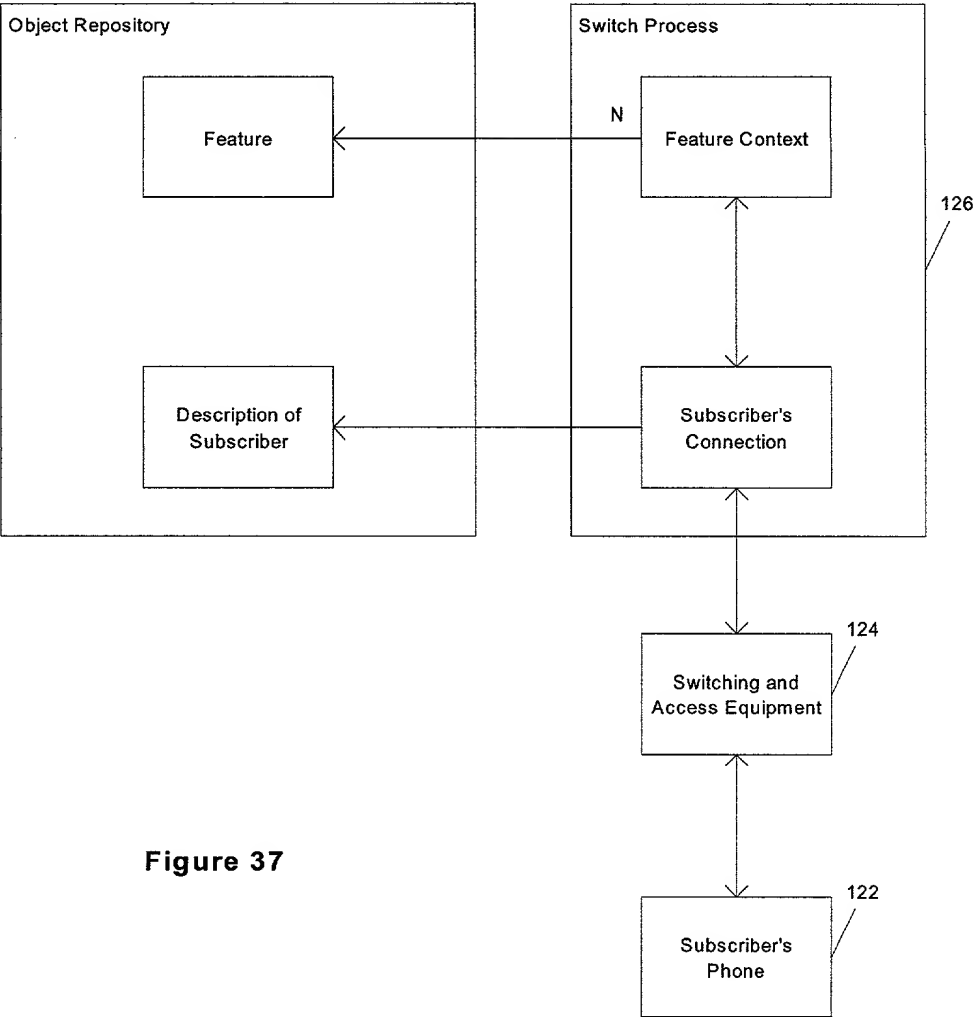 Object Repository
Switch Process
Feature
N
Feature Context
126
Description of
Subscriber
Subscriber's
Connection
124
Switching and
Access Equipment
Figure 37
122
Subscriber's
Phone